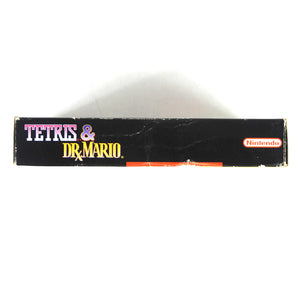 TETRIS &
DR. MARIO
Nintendo